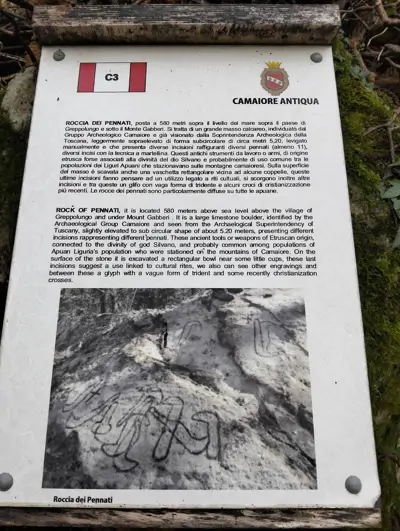 C3
CAMAIORE ANTIQUA
ROCCIA DEI PENNATI, posta a 580 metri sopra il livello del mare sopra il paese di
Greppolungo e sotto il Monte Gabberi. Si tratta di un grande masso calcareo, individuato dal
Gruppo Archeologico Camaiore e già visionato dalla Soprintendenza Archeologica della
Toscana, leggermente sopraelevato di forma subcircolare di circa metri 5,20, levigato
manualmente e che presenta diverse incisioni raffiguranti diversi pennati (almeno 11),
diversi incisi con la tecnica a martellina. Questi antichi strumenti da lavoro o armi, di origine
etrusca forse associati alla divinità del dio Silvano e probabilmente di uso comune tra le
popolazioni dei Liguri Apuani che stazionavano sulle montagne camaioresi. Sulla superficie
del masso è scavata anche una vaschetta rettangolare vicina ad alcune coppelle, queste
ultime incisioni fanno pensare ad un utilizzo legato a riti cultuali, si scorgono inoltre altre
incisioni e tra queste un glifo con vaga forma di tridente e alcuni croci di cristianizzazione
più recenti. Le rocce dei pennati sono particolarmente diffuse su tutte le apuane.
ROCK OF PENNATI, it is located 580 meters above sea level above the village of
Greppolungo and under Mount Gabberi . It is a large limestone boulder, identified by the
Archaeological Group Camaiore and seen from the Archaeological Superintendency of
Tuscany, slightly elevated to sub circular shape of about 5.20 meters, presenting different
incisions rappresenting different pennati. These ancient tools or weapons of Etruscan origin,
connected to the divinity of god Silvano, and probably common among populations of
Apuan Liguria's population who were stationed on the mountains of Camaiore. On the
surface of the stone it is excavated a rectangular bowl near some little cups, these last
incisions suggest a use linked to cultural rites, we also can see other engravings and
between these a glyph with a vague form of trident and some recently christianization
crosses.
Roccia dei Pennati